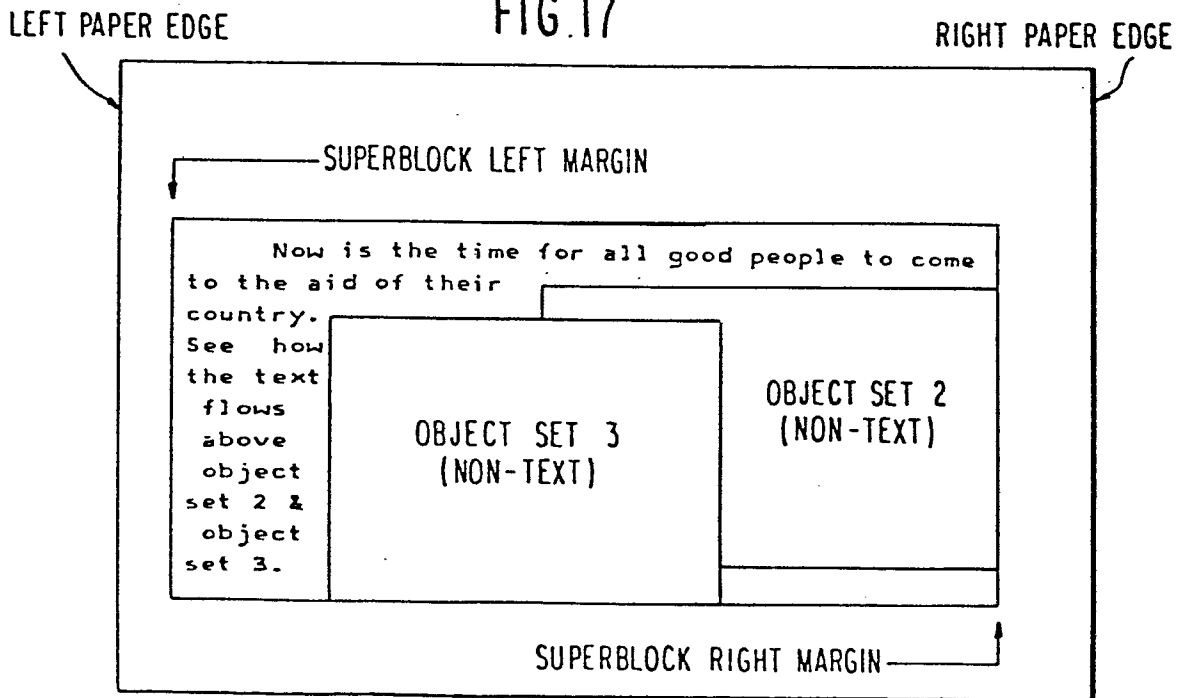 FIG.17
LEFT PAPER EDGE
RIGHT PAPER EDGE
SUPERBLOCK LEFT MARGIN
Now is the time for all good people to come
to the aid of their
country.
See how
the text
flows
above
object
set 2 &
object
set 3.
OBJECT SET 3
(NON-TEXT)
OBJECT SET 2
(NON-TEXT)
SUPERBLOCK RIGHT MARGIN